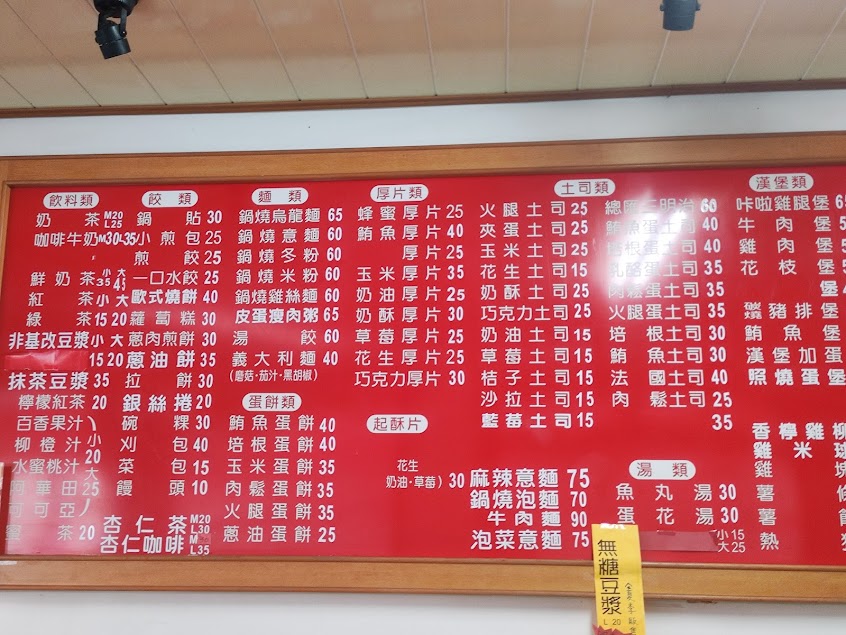 飲料類
奶茶 M20 L25
咖啡牛奶 M30 L35
鮮奶茶 小35 大45
紅茶 小 大
綠茶 15 20
非基改豆漿 小 大
15 20
抹茶豆漿 35
檸檬紅茶 20
百香果汁
柳橙汁 小20
水蜜桃汁
阿華田 大25
可可亞
蜜茶 20
杏仁茶 M20 L30
杏仁咖啡 M L35
餃類
鍋貼 30
小煎包 25
煎餃 25
一口水餃 25
歐式燒餅 40
蘿蔔糕 30
蔥肉煎餅 30
蔥油餅 35
拉餅 30
銀絲捲 20
碗粿 30
刈包 40
菜包 15
饅頭 10
麵類
鍋燒烏龍麵 65
鍋燒意麵 60
鍋燒冬粉 60
鍋燒米粉 60
鍋燒雞絲麵 60
皮蛋瘦肉粥 65
湯餃 60
義大利麵 40
(蘑菇·茄汁·黑胡椒)
蛋餅類
鮪魚蛋餅 40
培根蛋餅 40
玉米蛋餅 35
肉鬆蛋餅 35
火腿蛋餅 35
蔥油蛋餅 25
厚片類
蜂蜜厚片 25
鮪魚厚片 40
厚片 25
玉米厚片 35
奶油厚片 25
奶酥厚片 30
草莓厚片 25
花生厚片 25
巧克力厚片 30
起酥片
花生
奶油·草莓) 30
麻辣意麵 75
鍋燒泡麵 70
牛肉麵 90
泡菜意麵 75
土司類
火腿土司 25
夾蛋土司 25
玉米土司 25
花生土司 15
奶酥土司 25
巧克力土司 25
奶油土司 15
草莓土司 15
桔子土司 15
沙拉土司 15
藍莓土司 15
總匯三明治 60
鮪魚蛋土司 40
培根蛋土司 40
乳酪蛋土司 35
肉鬆蛋土司 35
火腿蛋土司 35
培根土司 30
鮪魚土司 30
法國土司 40
肉鬆土司 25
35
湯類
魚丸湯 30
蛋花湯 30
小15
大25
漢堡類
咔啦雞腿堡 65
牛肉堡
雞肉堡
花枝堡
堡
豬排堡
鮪魚堡
漢堡加蛋
照燒蛋堡
香檸雞柳
雞米
雞塊
薯條
薯餅
熱
無糖豆漿
L 20